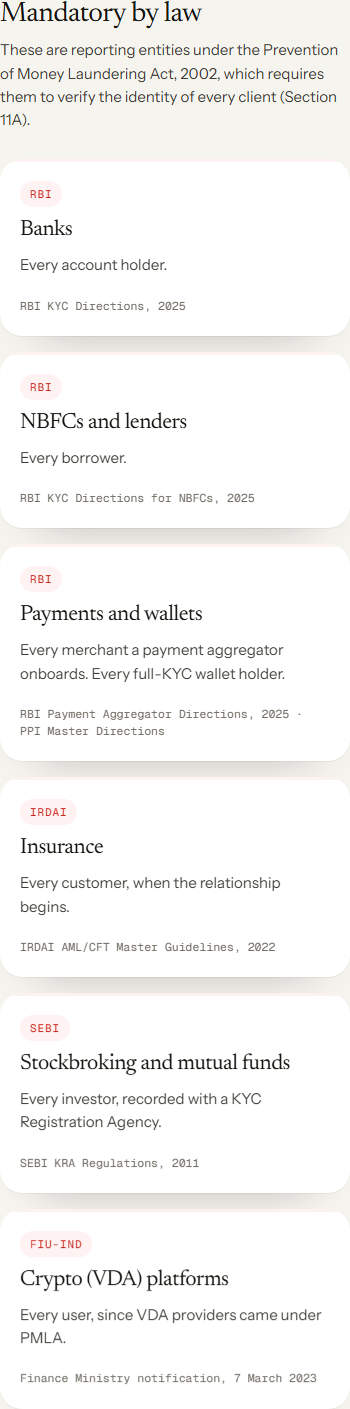 Mandatory by law
These are reporting entities under the Prevention
of Money Laundering Act, 2002, which requires
them to verify the identity of every client (Section
11A).
RBI
Banks
Every account holder.
RBI KYC Directions, 2025
RBI
NBFCs and lenders
Every borrower.
RBI KYC Directions for NBFCs, 2025
RBI
Payments and wallets
Every merchant a payment aggregator
onboards. Every full-KYC wallet holder.
RBI Payment Aggregator Directions, 2025 ·
PPI Master Directions
IRDAI
Insurance
Every customer, when the relationship
begins.
IRDAI AML/CFT Master Guidelines, 2022
SEBI
Stockbroking and mutual funds
Every investor, recorded with a KYC
Registration Agency.
SEBI KRA Regulations, 2011
FIU-IND
Crypto (VDA) platforms
Every user, since VDA providers came under
PMLA.
Finance Ministry notification, 7 March 2023